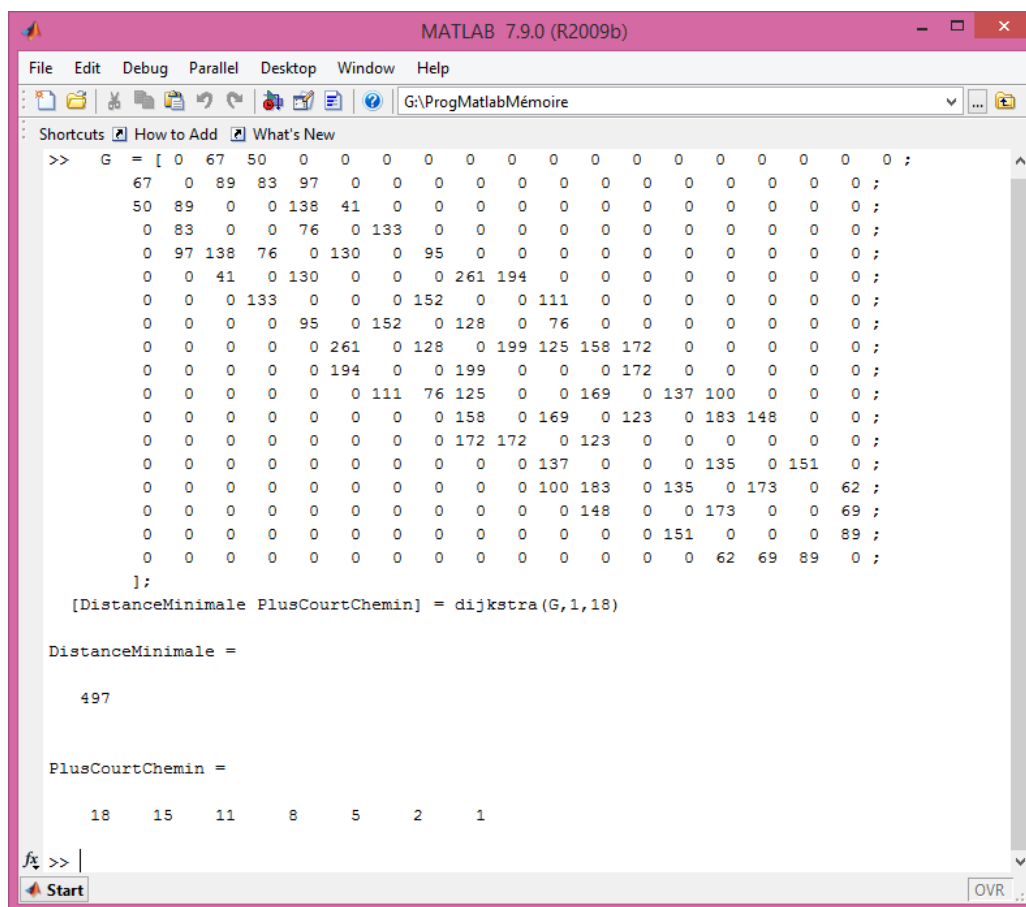 MATLAB 7.9.0 (R2009b)
File Edit Debug Parallel Desktop Window Help
G:\ProgMatlabMémoire ...
Shortcuts How to Add What's New
>> G = [ 0 67 50 0 0 0 0 0 0 0 0 0 0 0 0 0 0 0 ;
67 0 89 83 97 0 0 0 0 0 0 0 0 0 0 0 0 0 ;
50 89 0 0 138 41 0 0 0 0 0 0 0 0 0 0 0 0 ;
0 83 0 0 76 0 133 0 0 0 0 0 0 0 0 0 0 0 ;
0 97 138 76 0 130 0 95 0 0 0 0 0 0 0 0 0 0 ;
0 0 41 0 130 0 0 0 261 194 0 0 0 0 0 0 0 0 ;
0 0 0 133 0 0 0 152 0 0 111 0 0 0 0 0 0 0 ;
0 0 0 0 95 0 152 0 128 0 76 0 0 0 0 0 0 0 ;
0 0 0 0 0 261 0 128 0 199 125 158 172 0 0 0 0 0 ;
0 0 0 0 0 194 0 0 199 0 0 0 172 0 0 0 0 0 ;
0 0 0 0 0 0 111 76 125 0 0 169 0 137 100 0 0 0 ;
0 0 0 0 0 0 0 0 158 0 169 0 123 0 183 148 0 0 ;
0 0 0 0 0 0 0 0 172 172 0 123 0 0 0 0 0 0 ;
0 0 0 0 0 0 0 0 0 0 137 0 0 0 135 0 151 0 ;
0 0 0 0 0 0 0 0 0 0 100 183 0 135 0 173 0 62 ;
0 0 0 0 0 0 0 0 0 0 0 148 0 0 173 0 0 69 ;
0 0 0 0 0 0 0 0 0 0 0 0 0 151 0 0 0 89 ;
0 0 0 0 0 0 0 0 0 0 0 0 0 0 62 69 89 0 ;
];
[DistanceMinimale PlusCourtChemin] = dijkstra(G,1,18)
DistanceMinimale =
497
PlusCourtChemin =
18 15 11 8 5 2 1
fx >>
Start OVR